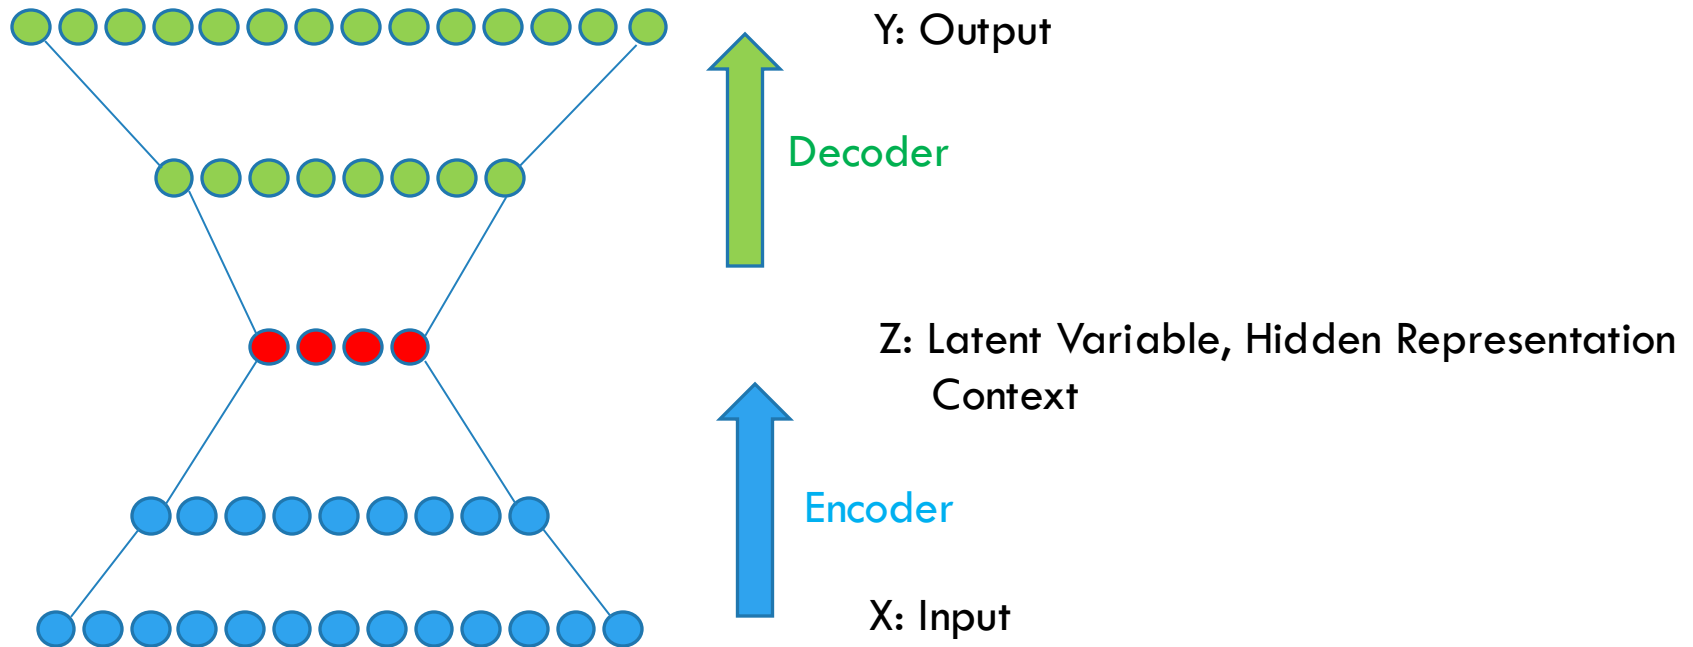 Y: Output
Decoder
Z: Latent Variable, Hidden Representation
Context
Encoder
X: Input